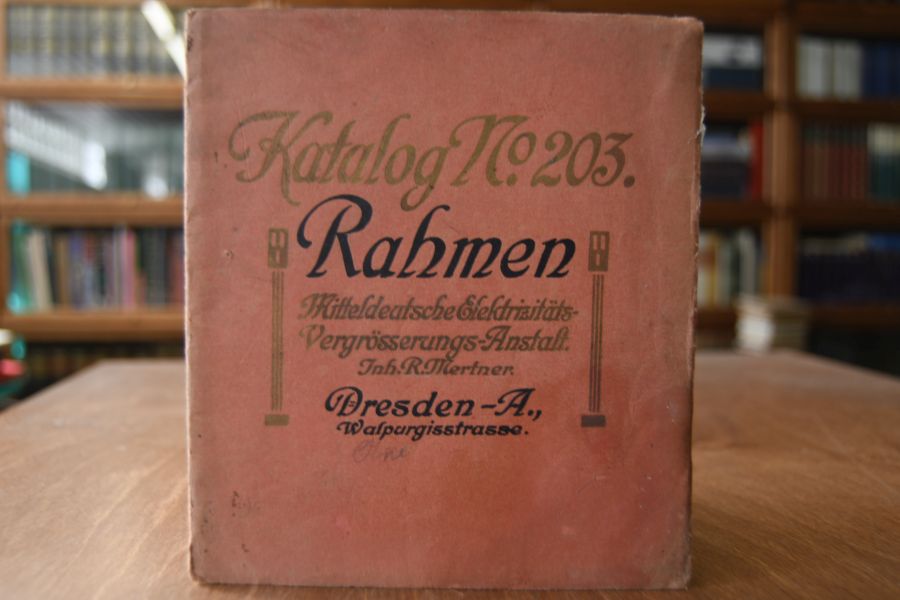 Katalog No. 203.
Rahmen
Mitteldeutsche Elektrizitäts-
Vergrösserungs-Anstalt.
Inh. R. Mertner.
Dresden-A.,
Walpurgisstrasse.